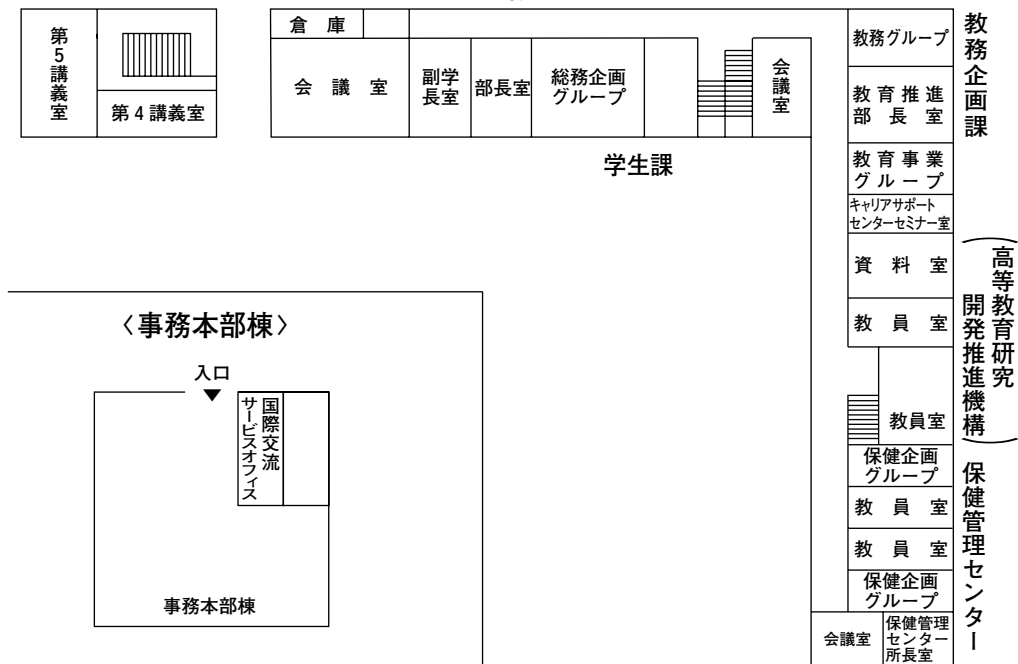 第5講義室
第4講義室
倉庫
会議室
副学
長室
部長室
総務企画
グループ
会議室
学生課
教務グループ
教育推進
部長室
教育事業
グループ
キャリアサポート
センターセミナー室
資料室
教員室
教員室
保健企画
グループ
教員室
教員室
保健企画
グループ
会議室
保健管理
センター
所長室
教務企画課
(高等教育研究
開発推進機構)
保健管理センター
〈事務本部棟〉
入口
▼
国際交流
サービスオフィス
事務本部棟